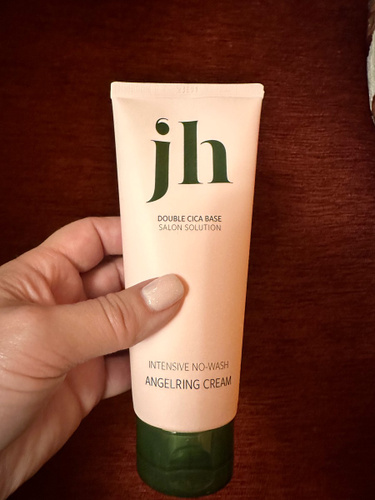 jh
DOUBLE CICA BASE
SALON SOLUTION
INTENSIVE NO-WASH
ANGELRING CREAM